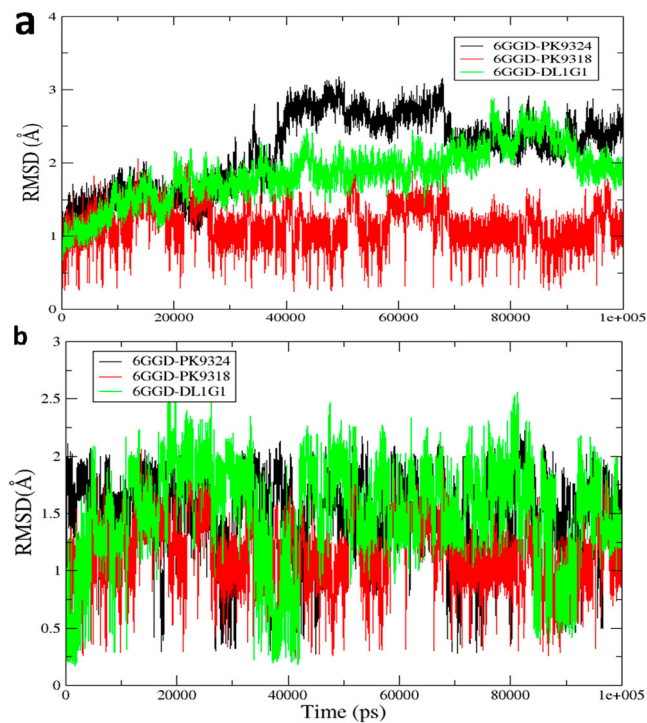 a
4
3
2
1
0
RMSD (Å)
6GGD-PK9324
6GGD-PK9318
6GGD-DL1G1
0 20000 40000 60000 80000 1e+005
b
3
2.5
2
1.5
1
0.5
0
RMSD(Å)
6GGD-PK9324
6GGD-PK9318
6GGD-DL1G1
0 20000 40000 60000 80000 1e+005
Time (ps)